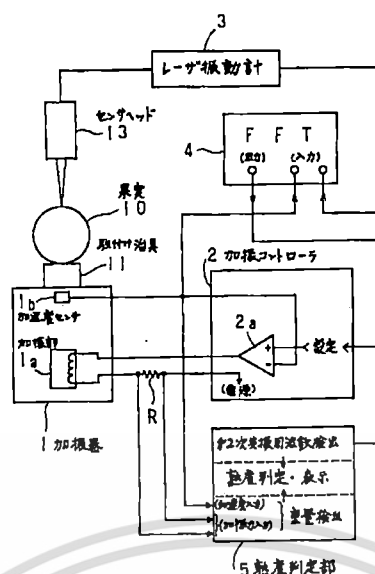 3
レーザ振動計
センサヘッド
13
4
F F T
(出力) (入力)
果実
10
取付け治具
11
2 加振コントローラ
1b
加速度センサ
2a
加振部
1a
+
-
設定
(電源)
R
1 加振器
第2次共振周波数検出
熟度判定・表示
(加速度入力)
(加振力入力)
質量検出
5 熟度判定部